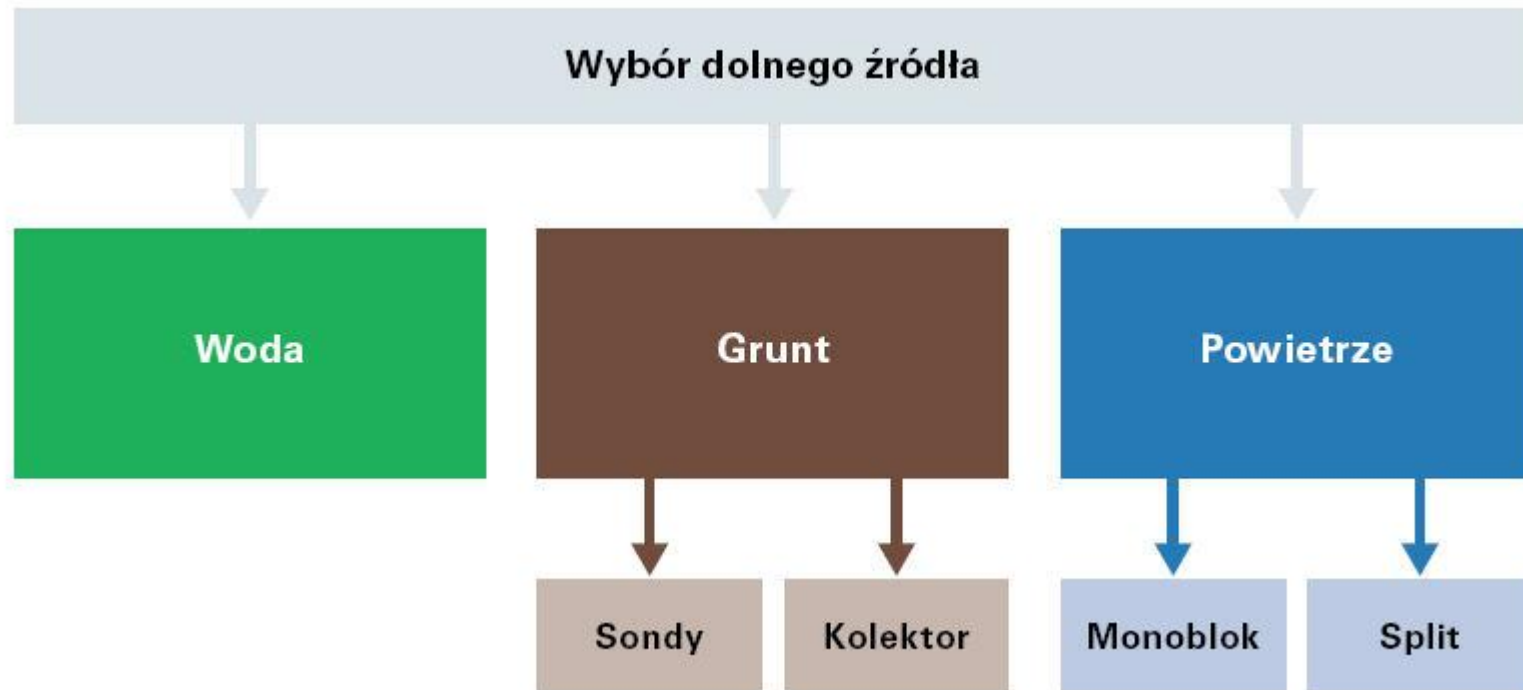 Wybór dolnego źródła
Woda
Grunt
Powietrze
Sondy
Kolektor
Monoblok
Split